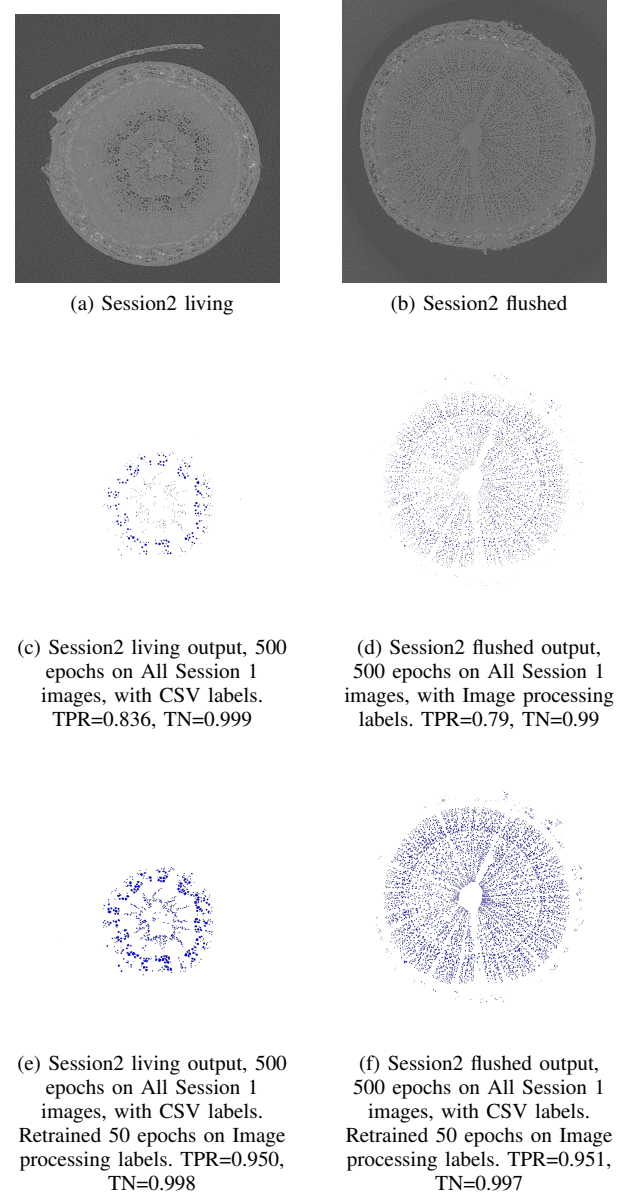 (a) Session2 living
(b) Session2 flushed
(c) Session2 living output, 500
epochs on All Session 1
images, with CSV labels.
TPR=0.836, TN=0.999
(d) Session2 flushed output,
500 epochs on All Session 1
images, with Image processing
labels. TPR=0.79, TN=0.99
(e) Session2 living output, 500
epochs on All Session 1
images, with CSV labels.
Retrained 50 epochs on Image
processing labels. TPR=0.950,
TN=0.998
(f) Session2 flushed output,
500 epochs on All Session 1
images, with CSV labels.
Retrained 50 epochs on Image
processing labels. TPR=0.951,
TN=0.997